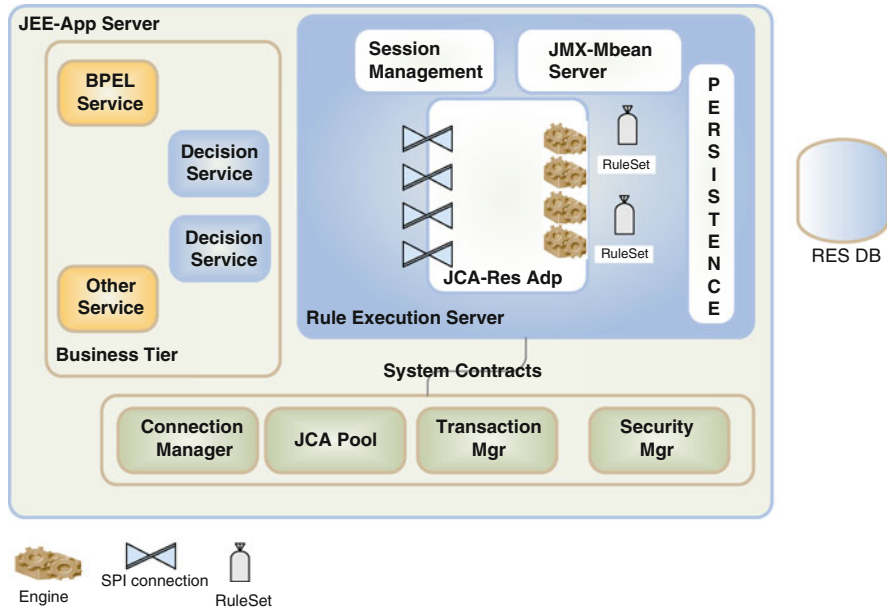 JEE-App Server
BPEL
Service
Decision
Service
Decision
Service
Other
Service
Business Tier
Session
Management
JMX-Mbean
Server
RuleSet
RuleSet
JCA-Res Adp
PERSISTENCE
Rule Execution Server
RES DB
System Contracts
Connection
Manager
JCA Pool
Transaction
Mgr
Security
Mgr
Engine
SPI connection
RuleSet